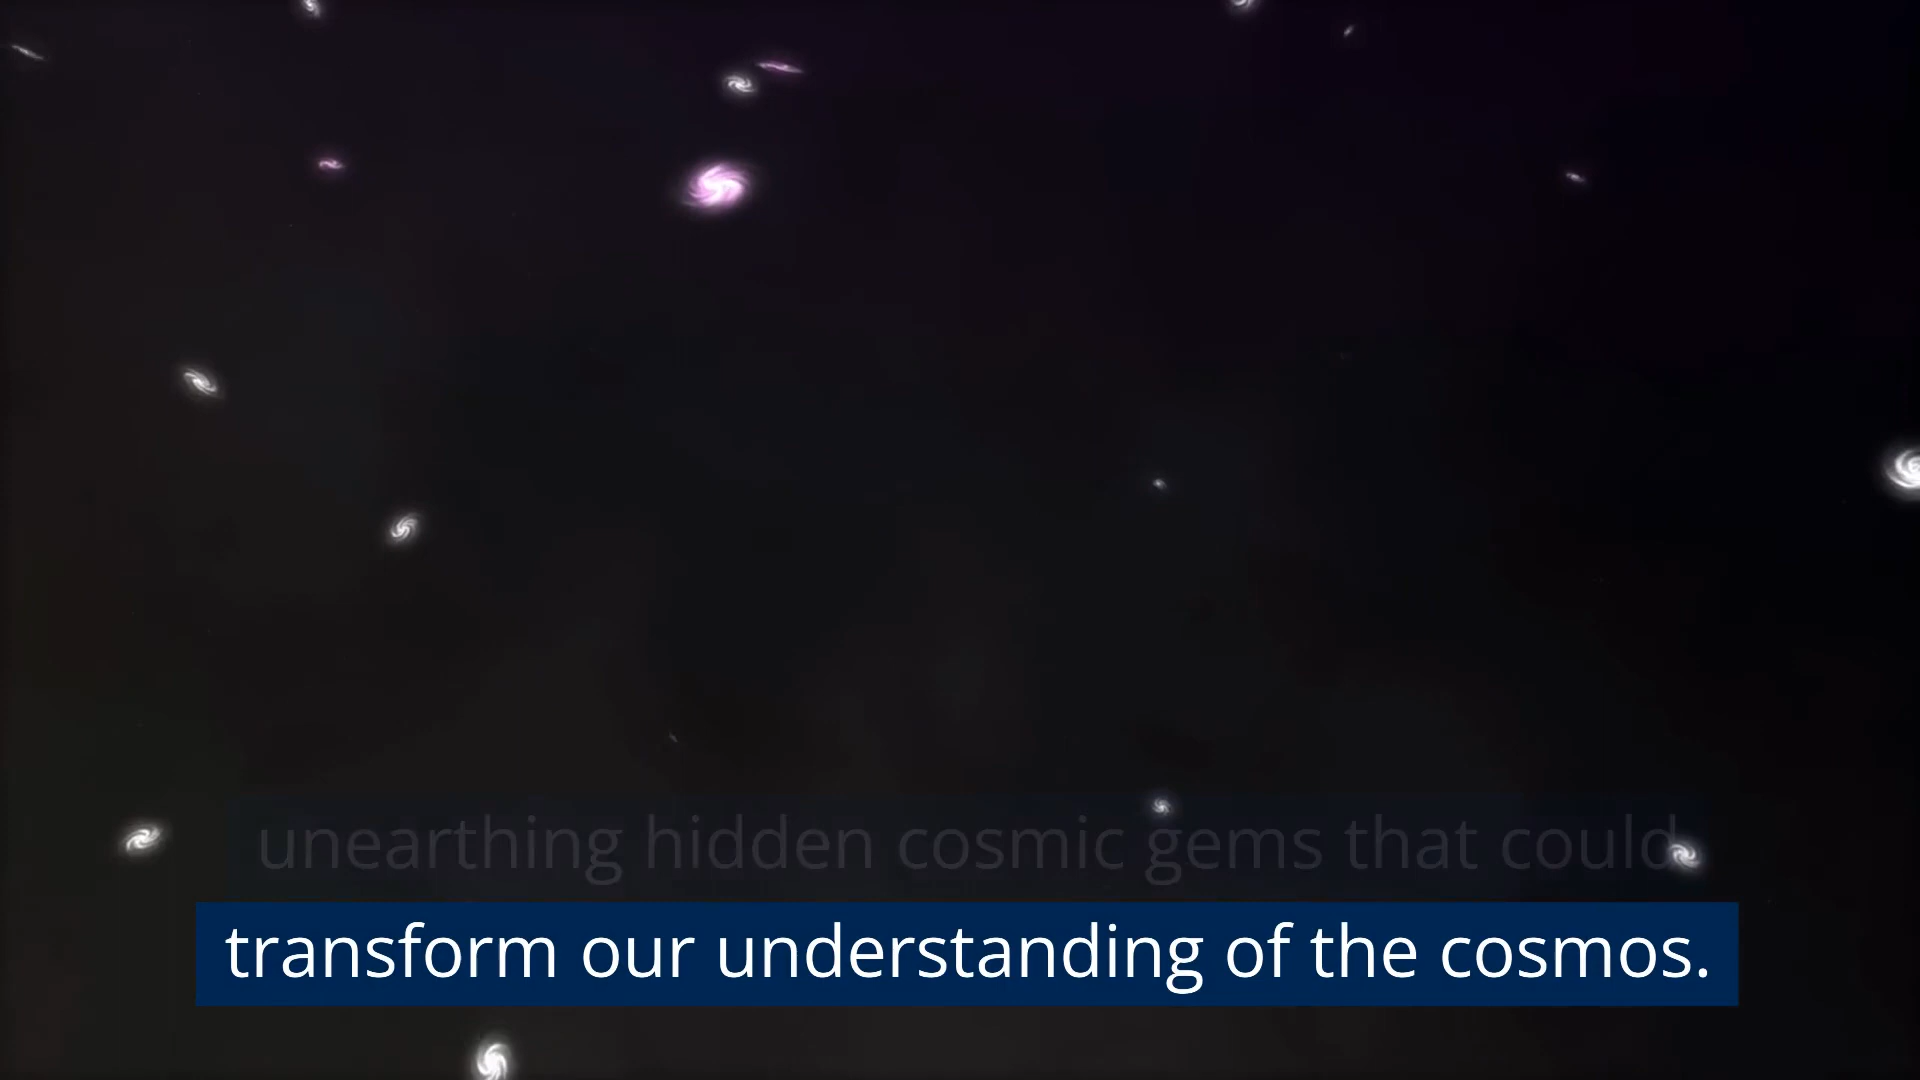 unearthing hidden cosmic gems that could
transform our understanding of the cosmos.